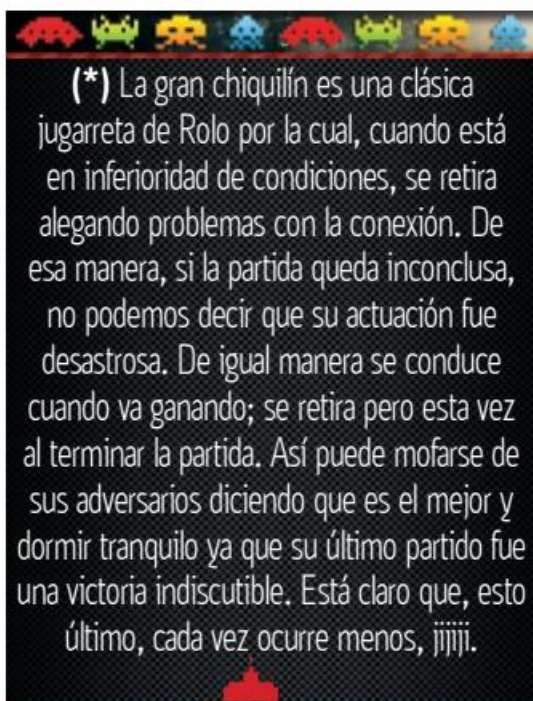 (*) La gran chiquilín es una clásica
jugarreta de Rolo por la cual, cuando está
en inferioridad de condiciones, se retira
alegando problemas con la conexión. De
esa manera, si la partida queda inconclusa,
no podemos decir que su actuación fue
desastrosa. De igual manera se conduce
cuando va ganando; se retira pero esta vez
al terminar la partida. Así puede mofarse de
sus adversarios diciendo que es el mejor y
dormir tranquilo ya que su último partido fue
una victoria indiscutible. Está claro que, esto
último, cada vez ocurre menos, jijiji.